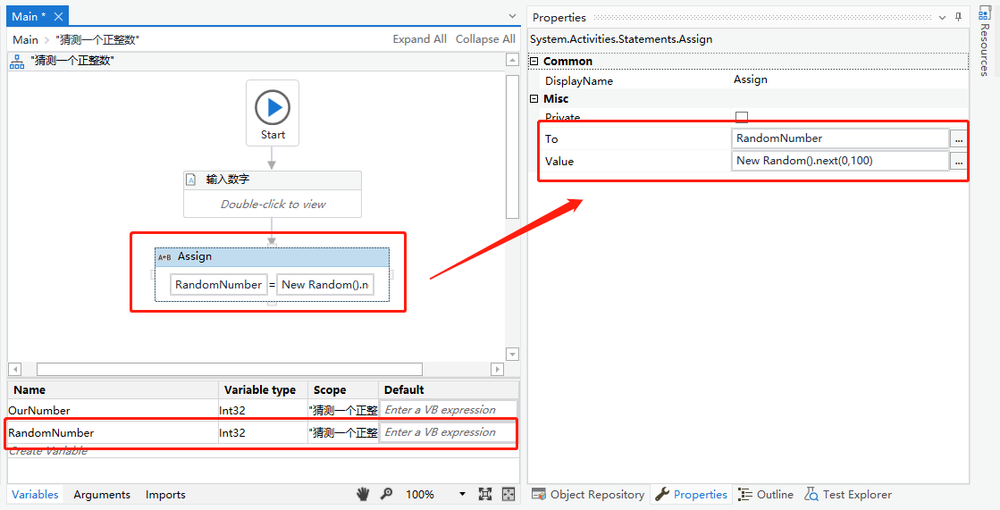 Main *
Main > "猜测一个正整数"
Expand All Collapse All
"猜测一个正整数"
Start
输入数字
Double-click to view
A+B Assign
RandomNumber = New Random().n
Name Variable type Scope Default
OurNumber Int32 "猜测一个正整 Enter a VB expression
RandomNumber Int32 "猜测一个正整 Enter a VB expression
Create Variable
Variables Arguments Imports 100%
Properties
System.Activities.Statements.Assign
Common
DisplayName Assign
Misc
Private
To RandomNumber ...
Value New Random().next(0,100) ...
Object Repository Properties Outline Test Explorer
Resources